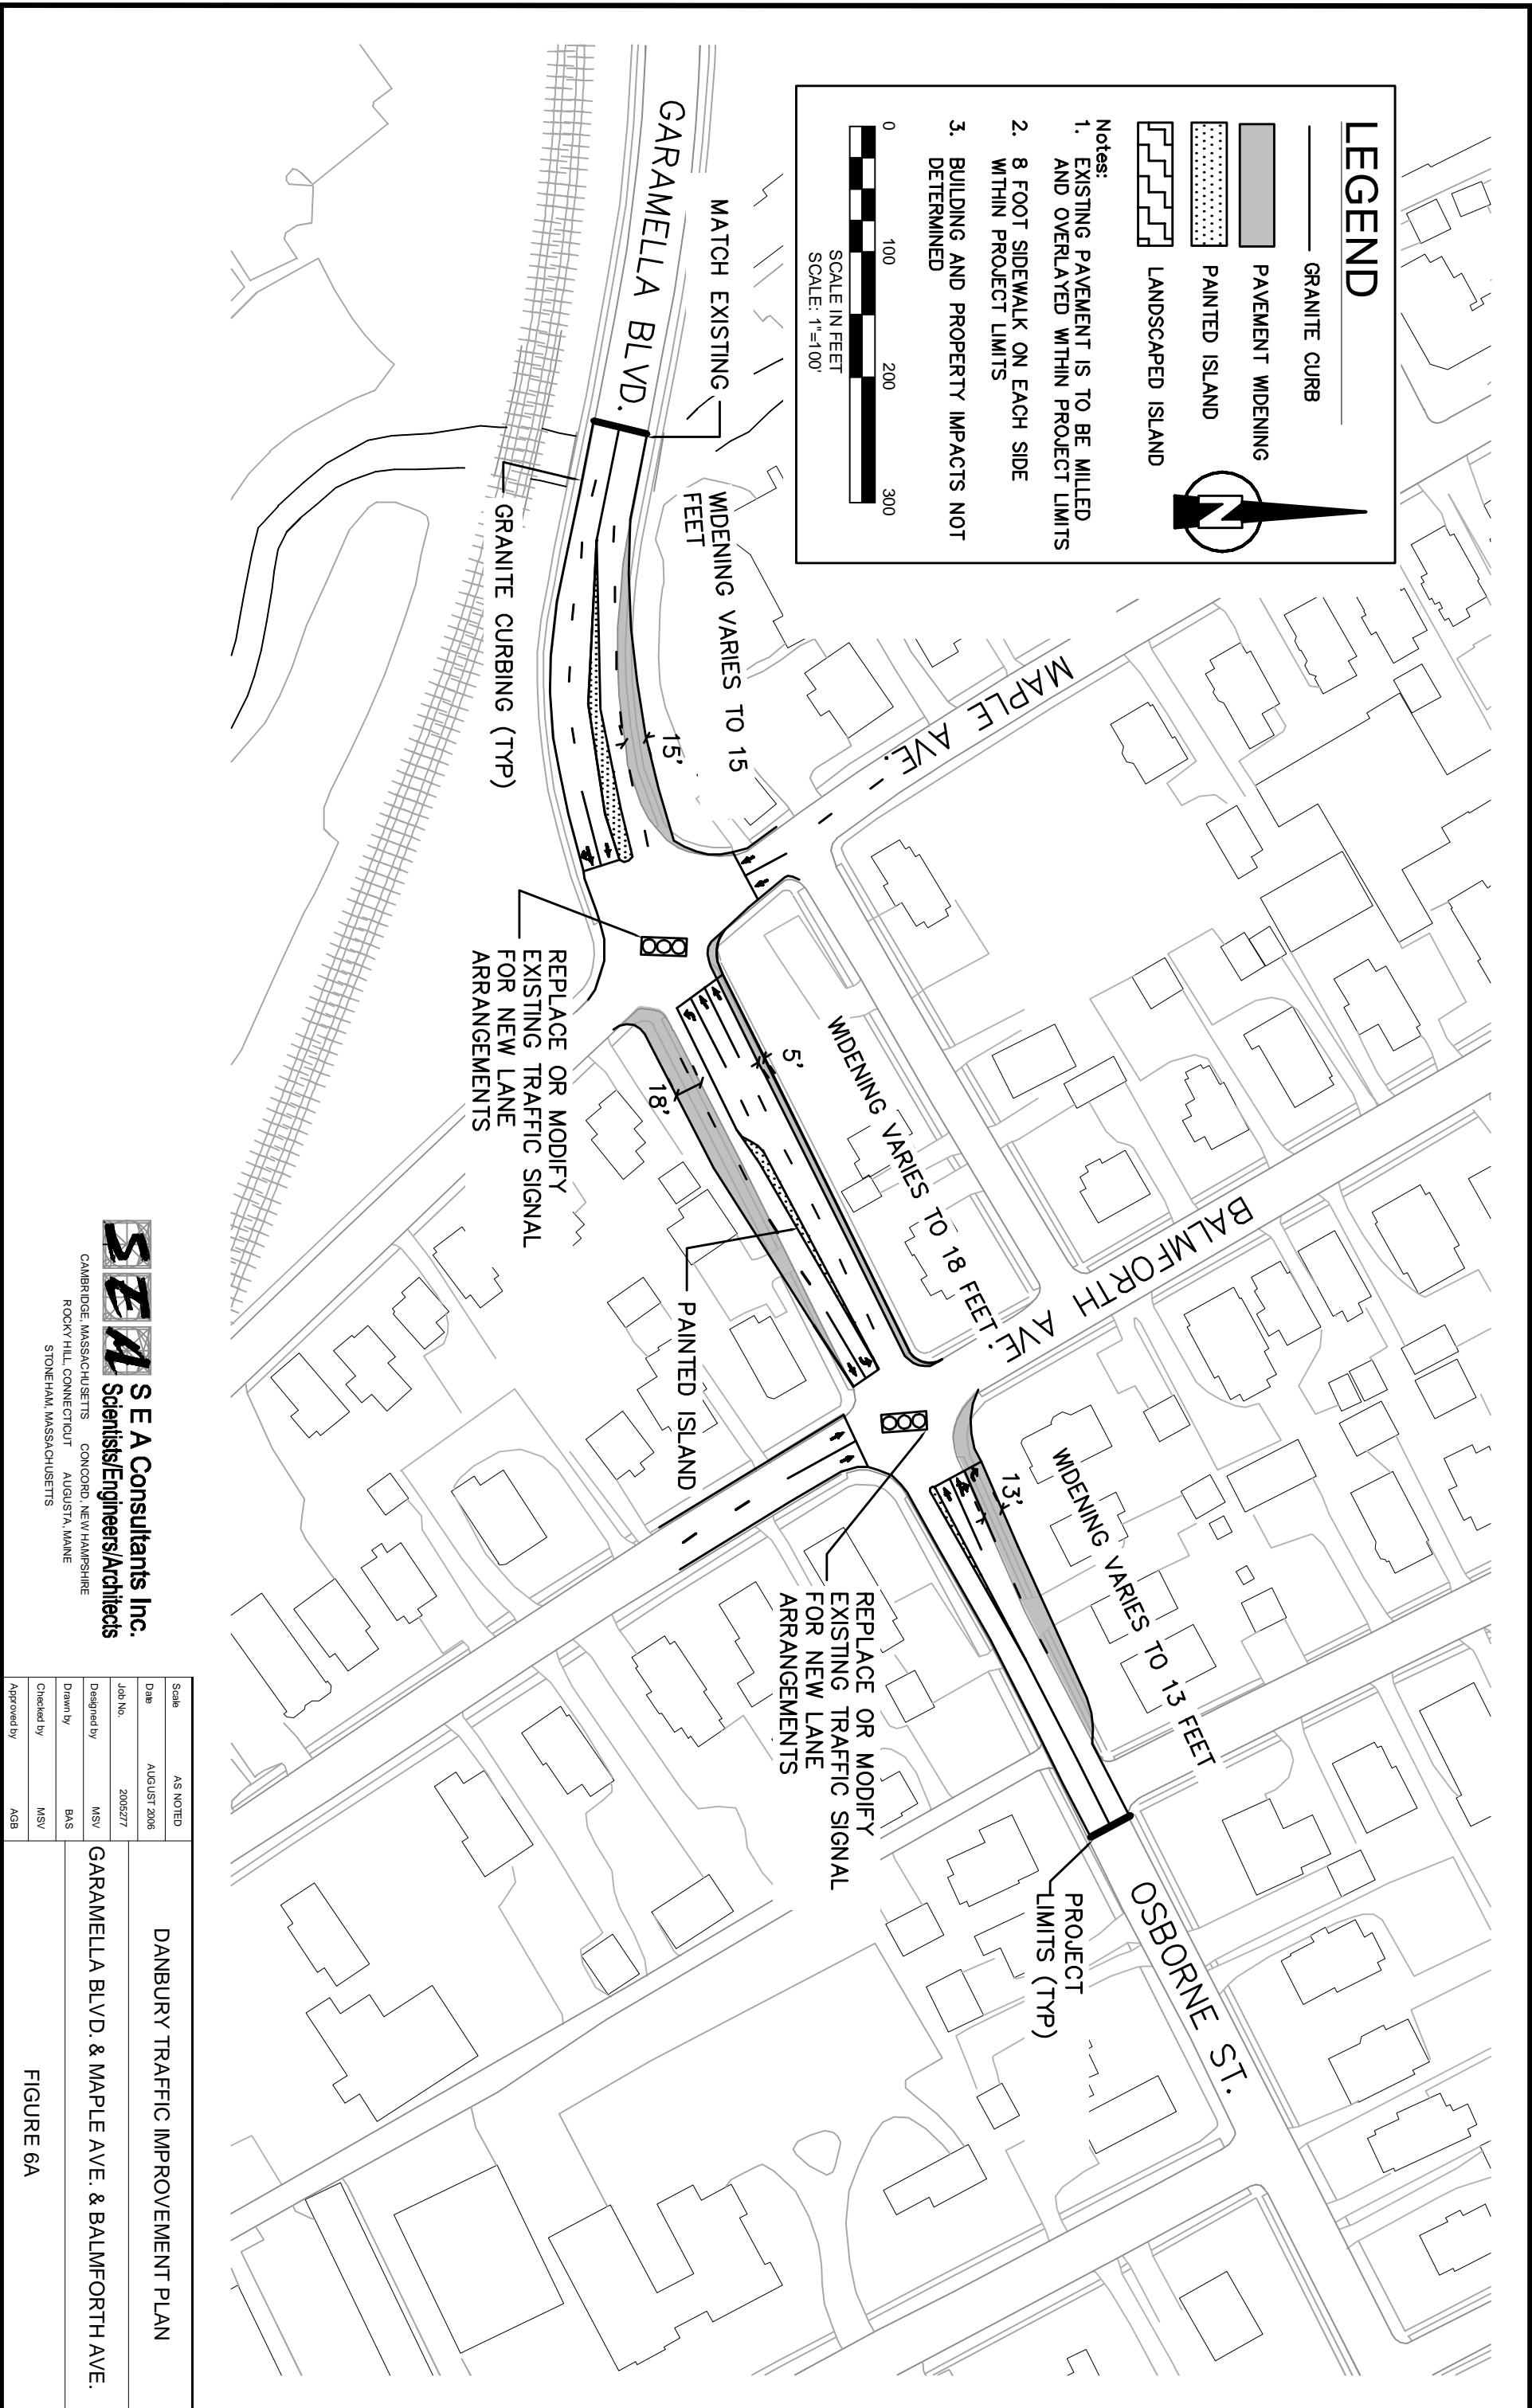 LEGEND
GRANITE CURB
PAVEMENT WIDENING
PAINTED ISLAND
LANDSCAPED ISLAND
N
Notes:
1. EXISTING PAVEMENT IS TO BE MILLED
AND OVERLAYED WITHIN PROJECT LIMITS
2. 8 FOOT SIDEWALK ON EACH SIDE
WITHIN PROJECT LIMITS
3. BUILDING AND PROPERTY IMPACTS NOT
DETERMINED
0 100 200 300
SCALE IN FEET
SCALE: 1"=100'
GARAMELLA BLVD.
MATCH EXISTING
WIDENING VARIES TO 15
FEET
15'
GRANITE CURBING (TYP)
MAPLE AVE.
REPLACE OR MODIFY
EXISTING TRAFFIC SIGNAL
FOR NEW LANE
ARRANGEMENTS
5'
18'
WIDENING VARIES TO 18 FEET
BALMFORTH AVE.
PAINTED ISLAND
13'
WIDENING VARIES TO 13 FEET
REPLACE OR MODIFY
EXISTING TRAFFIC SIGNAL
FOR NEW LANE
ARRANGEMENTS
PROJECT
LIMITS (TYP)
OSBORNE ST.
SEA
S E A Consultants Inc.
Scientists/Engineers/Architects
CAMBRIDGE, MASSACHUSETTS CONCORD, NEW HAMPSHIRE
ROCKY HILL, CONNECTICUT AUGUSTA, MAINE
STONEHAM, MASSACHUSETTS
Scale AS NOTED
Date AUGUST 2006
Job No. 2005277
Designed by MSV
Drawn by BAS
Checked by MSV
Approved by AGB
DANBURY TRAFFIC IMPROVEMENT PLAN
GARAMELLA BLVD. & MAPLE AVE. & BALMFORTH AVE.
FIGURE 6A